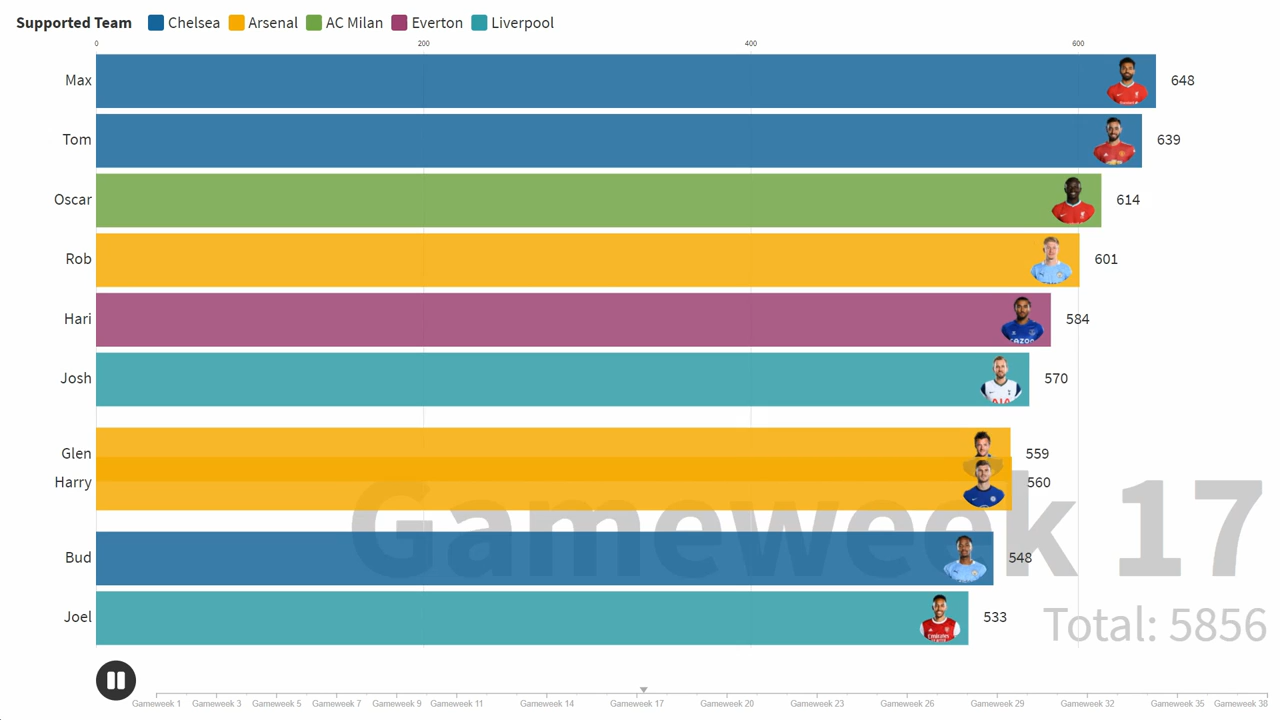 Supported Team Chelsea Arsenal AC Milan Everton Liverpool
0 200 400 600
Max 648
Tom 639
Oscar 614
Rob 601
Hari 584
Josh 570
Glen 559
Harry 560
Gameweek 17
Bud 548
Joel 533
Total: 5856
Gameweek 1 Gameweek 3 Gameweek 5 Gameweek 7 Gameweek 9 Gameweek 11 Gameweek 14 Gameweek 17 Gameweek 20 Gameweek 23 Gameweek 26 Gameweek 29 Gameweek 32 Gameweek 35 Gameweek 38